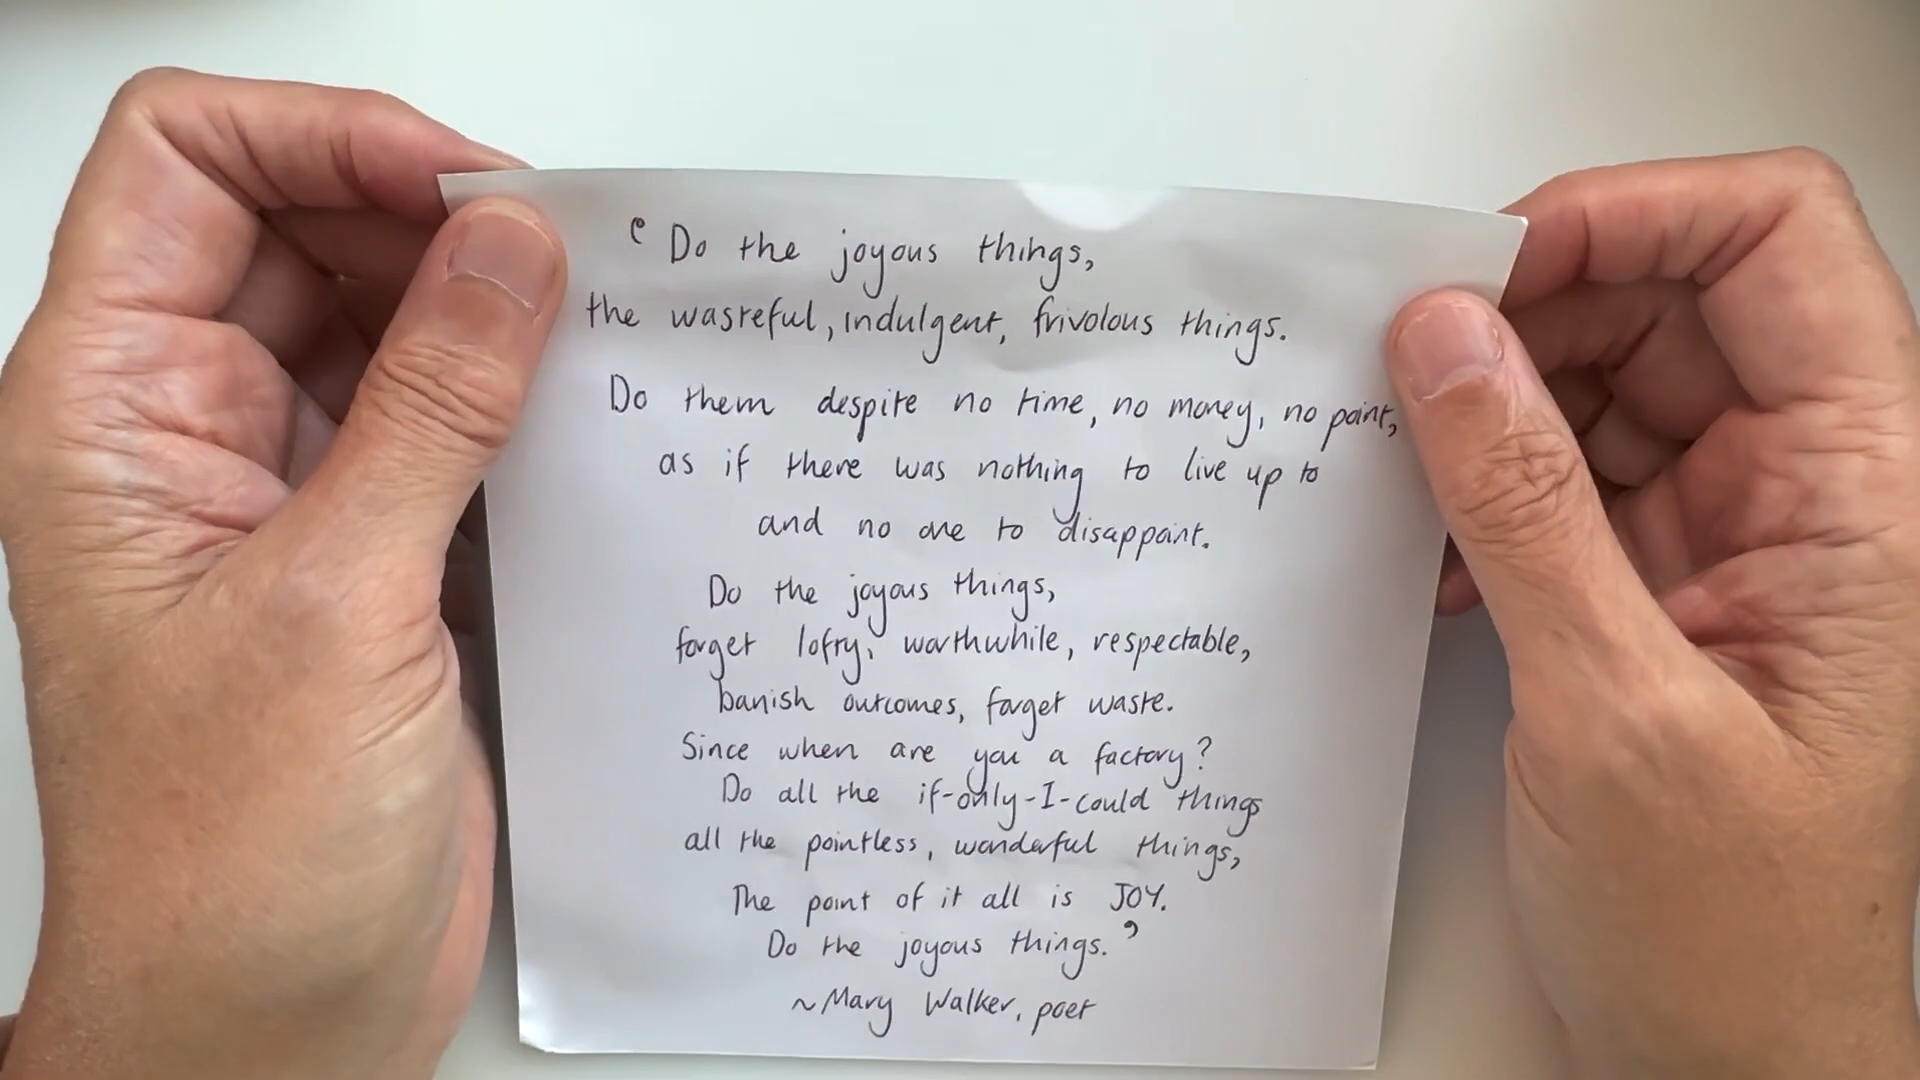 ‘Do the joyous things,
the wasteful, indulgent, frivolous things.
Do them despite no time, no money, no point,
as if there was nothing to live up to
and no one to disappoint.
Do the joyous things,
forget lofty, worthwhile, respectable,
banish outcomes, forget waste.
Since when are you a factory?
Do all the if-only-I-could things
all the pointless, wonderful things,
The point of it all is JOY.
Do the joyous things.’
~Mary Walker, poet